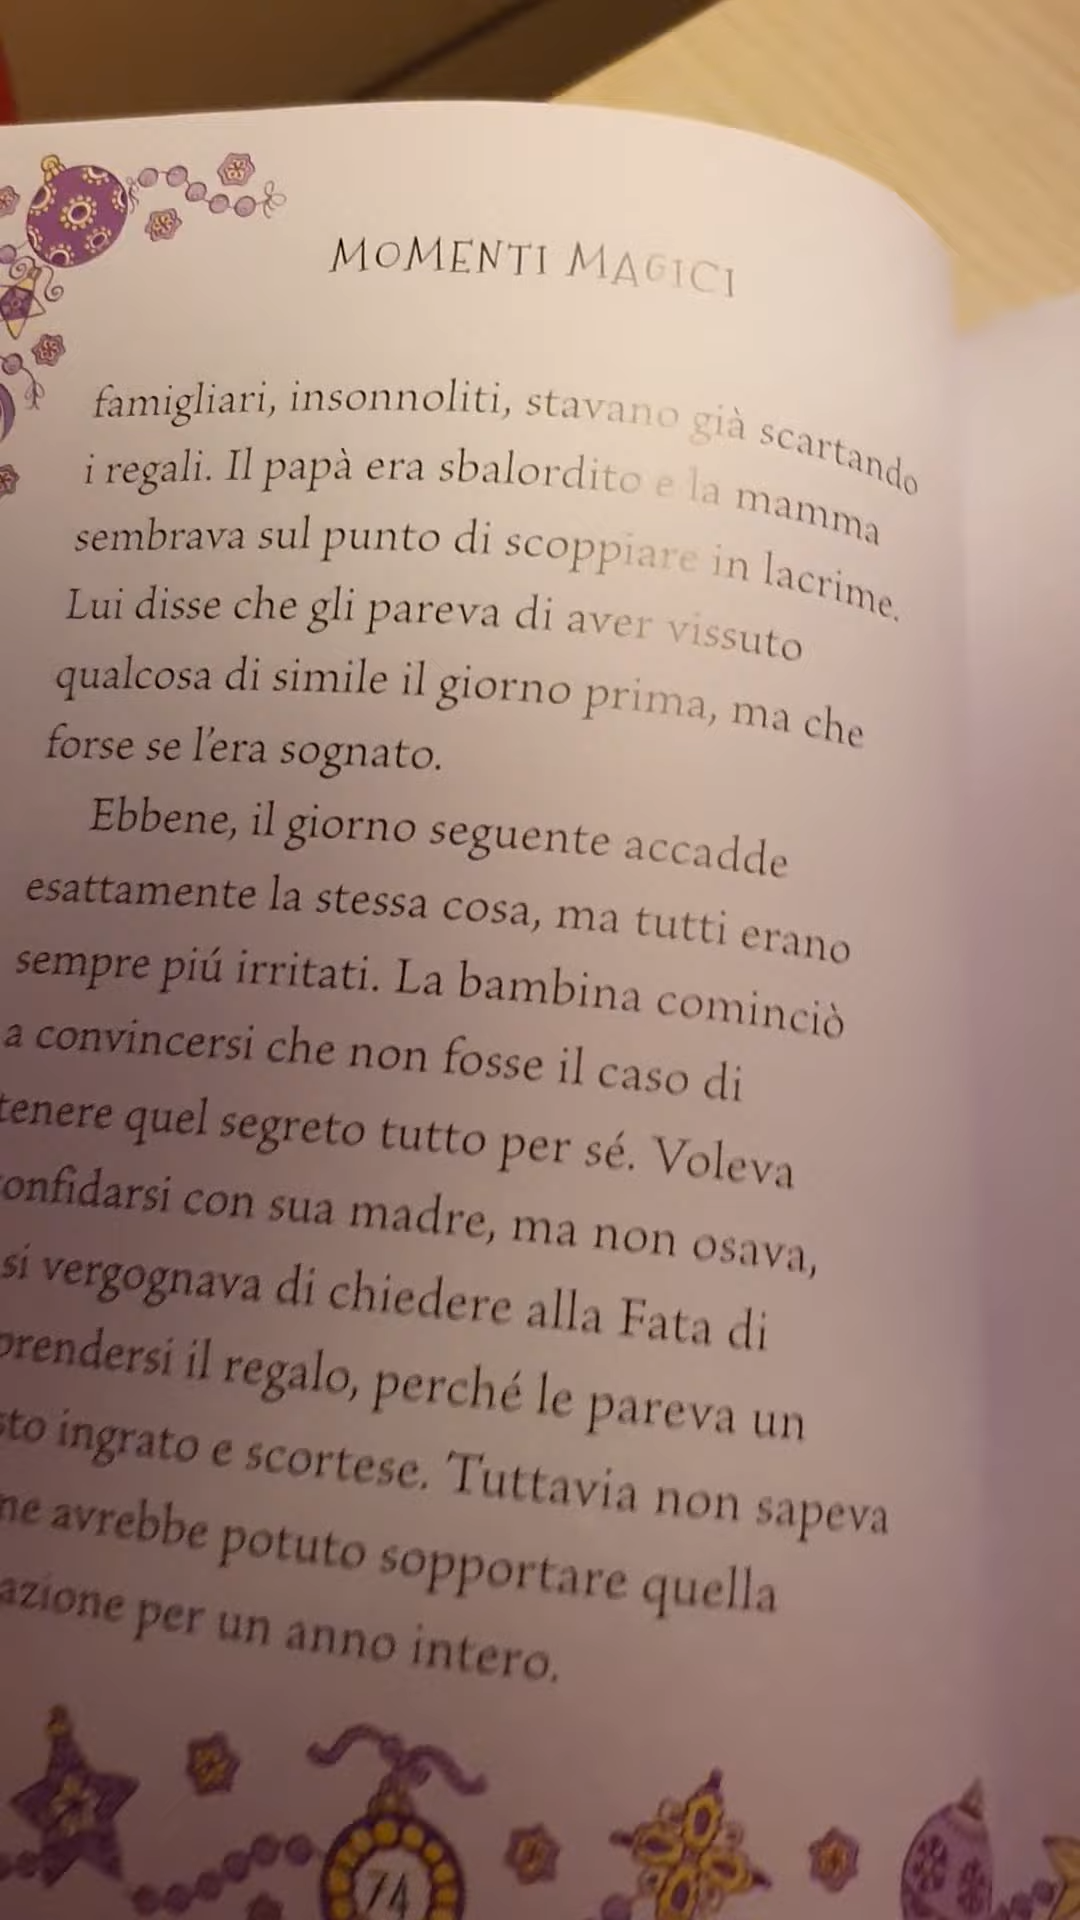 MOMENTI MAGICI
famigliari, insonnoliti, stavano già scartando
i regali. Il papà era sbalordito e la mamma
sembrava sul punto di scoppiare in lacrime.
Lui disse che gli pareva di aver vissuto
qualcosa di simile il giorno prima, ma che
forse se l'era sognato.
Ebbene, il giorno seguente accadde
esattamente la stessa cosa, ma tutti erano
sempre piú irritati. La bambina cominciò
a convincersi che non fosse il caso di
tenere quel segreto tutto per sé. Voleva
onfidarsi con sua madre, ma non osava,
si vergognava di chiedere alla Fata di
prendersi il regalo, perché le pareva un
sto ingrato e scortese. Tuttavia non sapeva
me avrebbe potuto sopportare quella
azione per un anno intero.
74